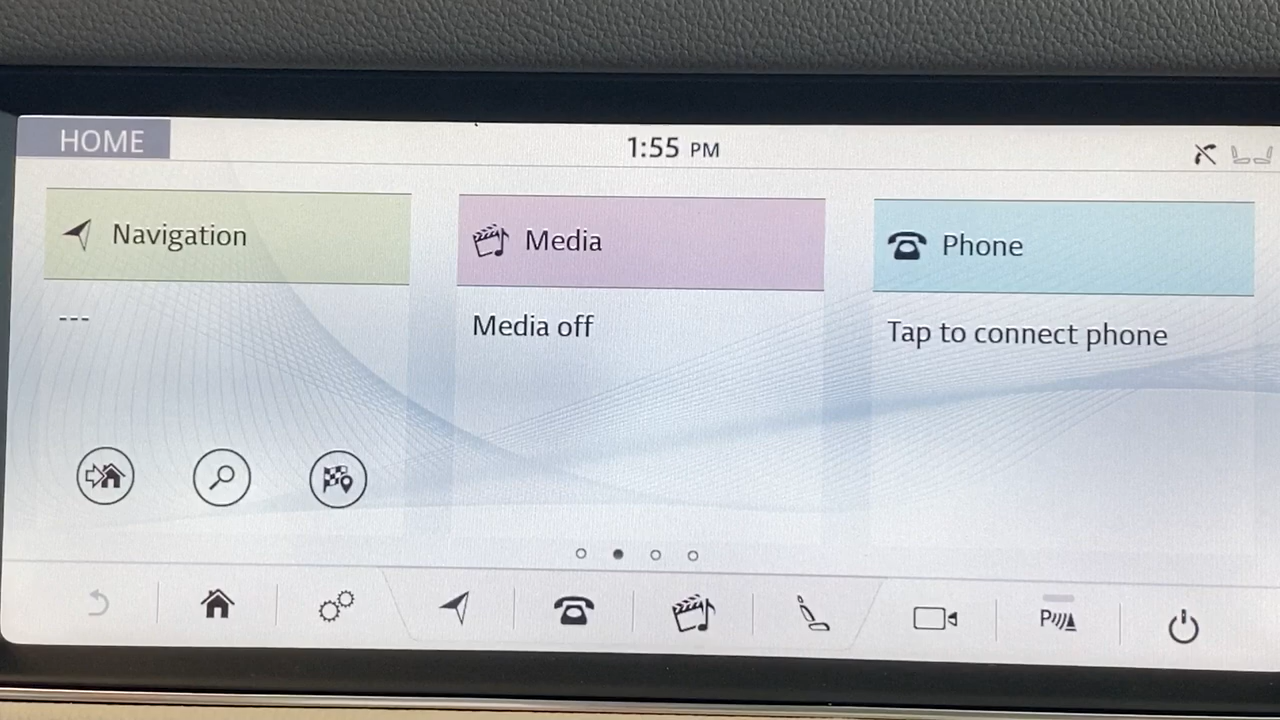 HOME
1:55 PM
Navigation
Media
Phone
---
Media off
Tap to connect phone
P